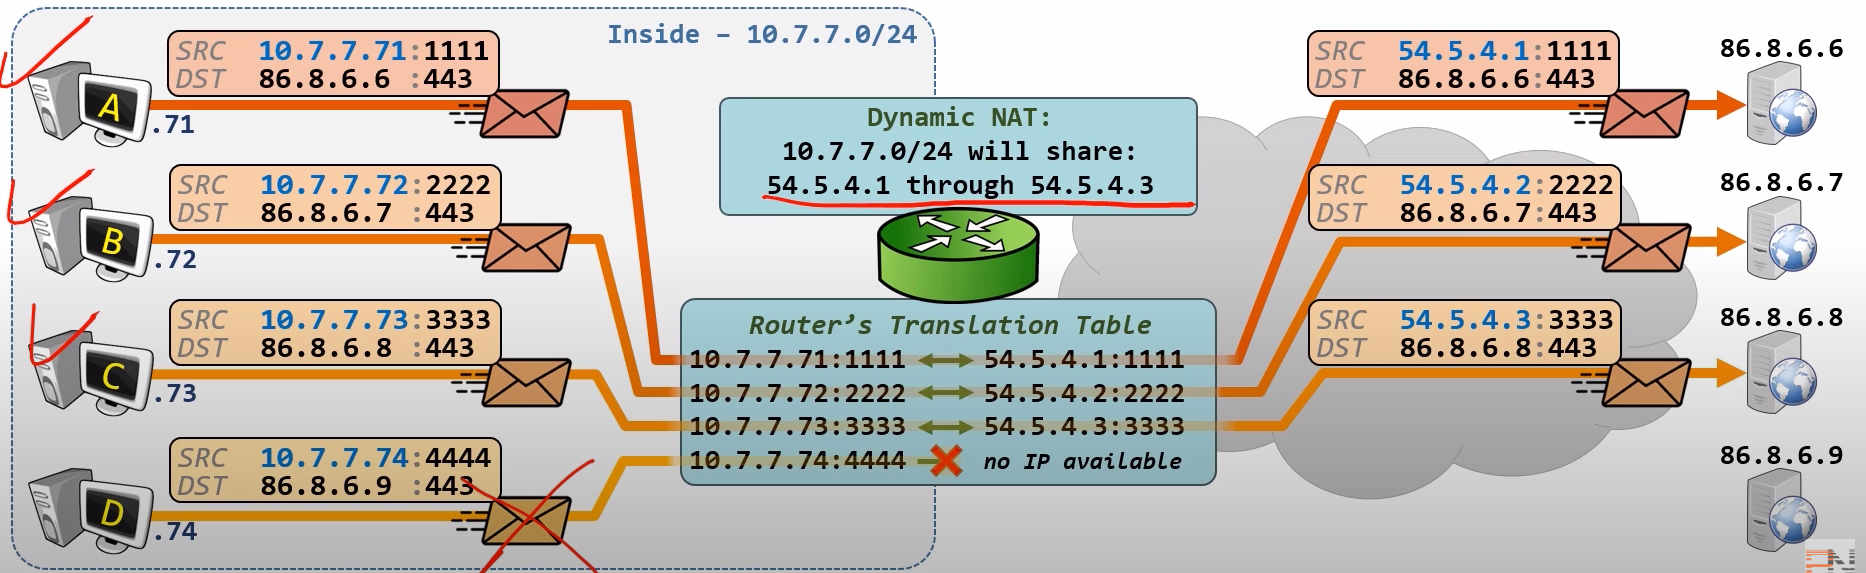 Inside – 10.7.7.0/24
SRC 10.7.7.71:1111
DST 86.8.6.6 :443
A
.71
SRC 10.7.7.72:2222
DST 86.8.6.7 :443
B
.72
SRC 10.7.7.73:3333
DST 86.8.6.8 :443
C
.73
SRC 10.7.7.74:4444
DST 86.8.6.9 :443
D
.74
Dynamic NAT:
10.7.7.0/24 will share:
54.5.4.1 through 54.5.4.3
Router’s Translation Table
10.7.7.71:1111 54.5.4.1:1111
10.7.7.72:2222 54.5.4.2:2222
10.7.7.73:3333 54.5.4.3:3333
10.7.7.74:4444 no IP available
SRC 54.5.4.1:1111
DST 86.8.6.6:443
86.8.6.6
SRC 54.5.4.2:2222
DST 86.8.6.7:443
86.8.6.7
SRC 54.5.4.3:3333
DST 86.8.6.8:443
86.8.6.8
86.8.6.9